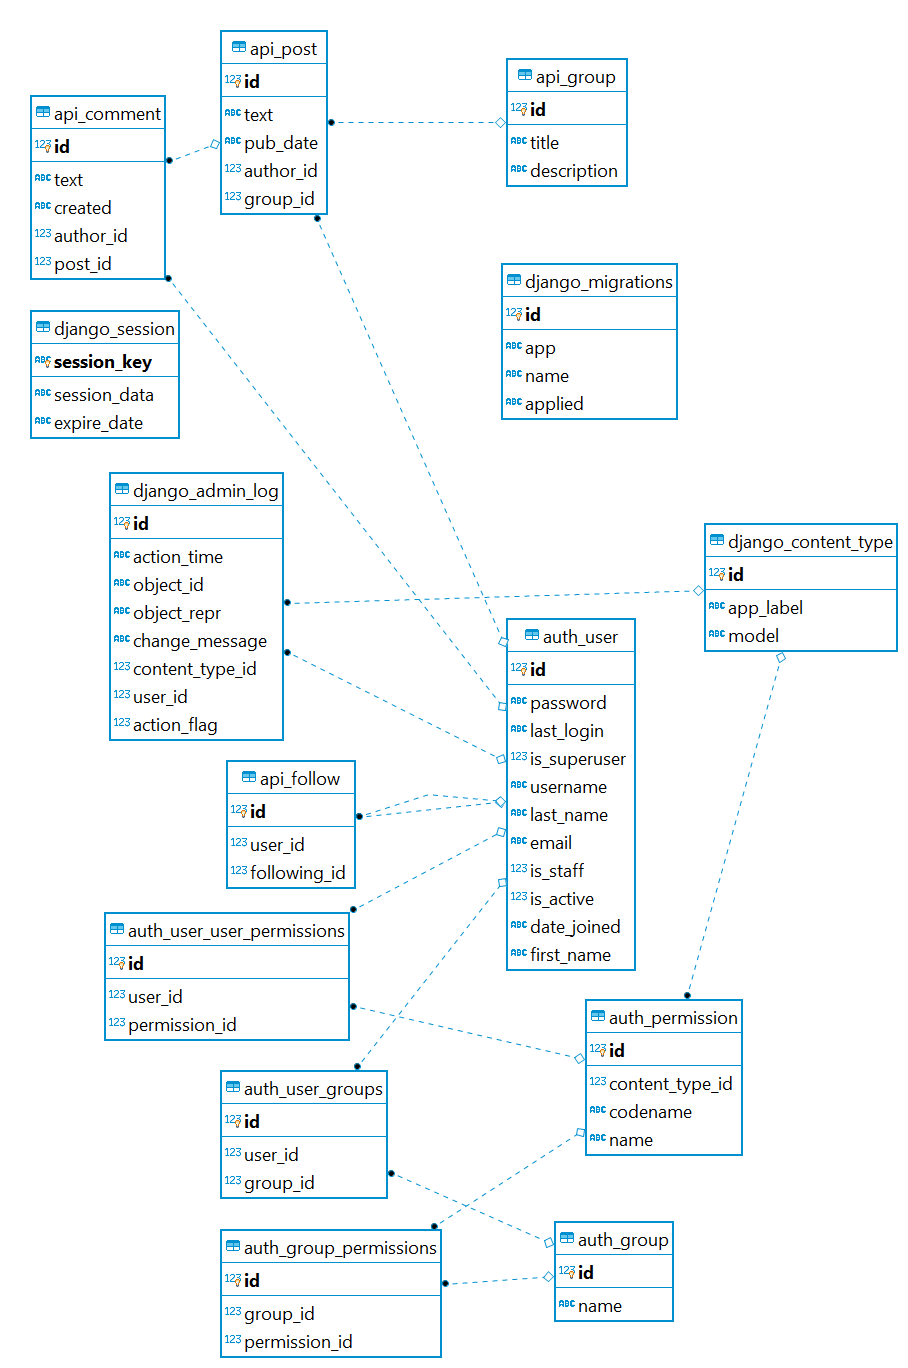 api_post
123 id
ABC text
ABC pub_date
123 author_id
123 group_id
api_group
123 id
ABC title
ABC description
api_comment
123 id
ABC text
ABC created
123 author_id
123 post_id
django_migrations
123 id
ABC app
ABC name
ABC applied
django_session
ABC session_key
ABC session_data
ABC expire_date
django_admin_log
123 id
ABC action_time
ABC object_id
ABC object_repr
ABC change_message
123 content_type_id
123 user_id
123 action_flag
django_content_type
123 id
ABC app_label
ABC model
auth_user
123 id
ABC password
ABC last_login
123 is_superuser
ABC username
ABC last_name
ABC email
123 is_staff
123 is_active
ABC date_joined
ABC first_name
api_follow
123 id
123 user_id
123 following_id
auth_user_user_permissions
123 id
123 user_id
123 permission_id
auth_permission
123 id
123 content_type_id
ABC codename
ABC name
auth_user_groups
123 id
123 user_id
123 group_id
auth_group_permissions
123 id
123 group_id
123 permission_id
auth_group
123 id
ABC name